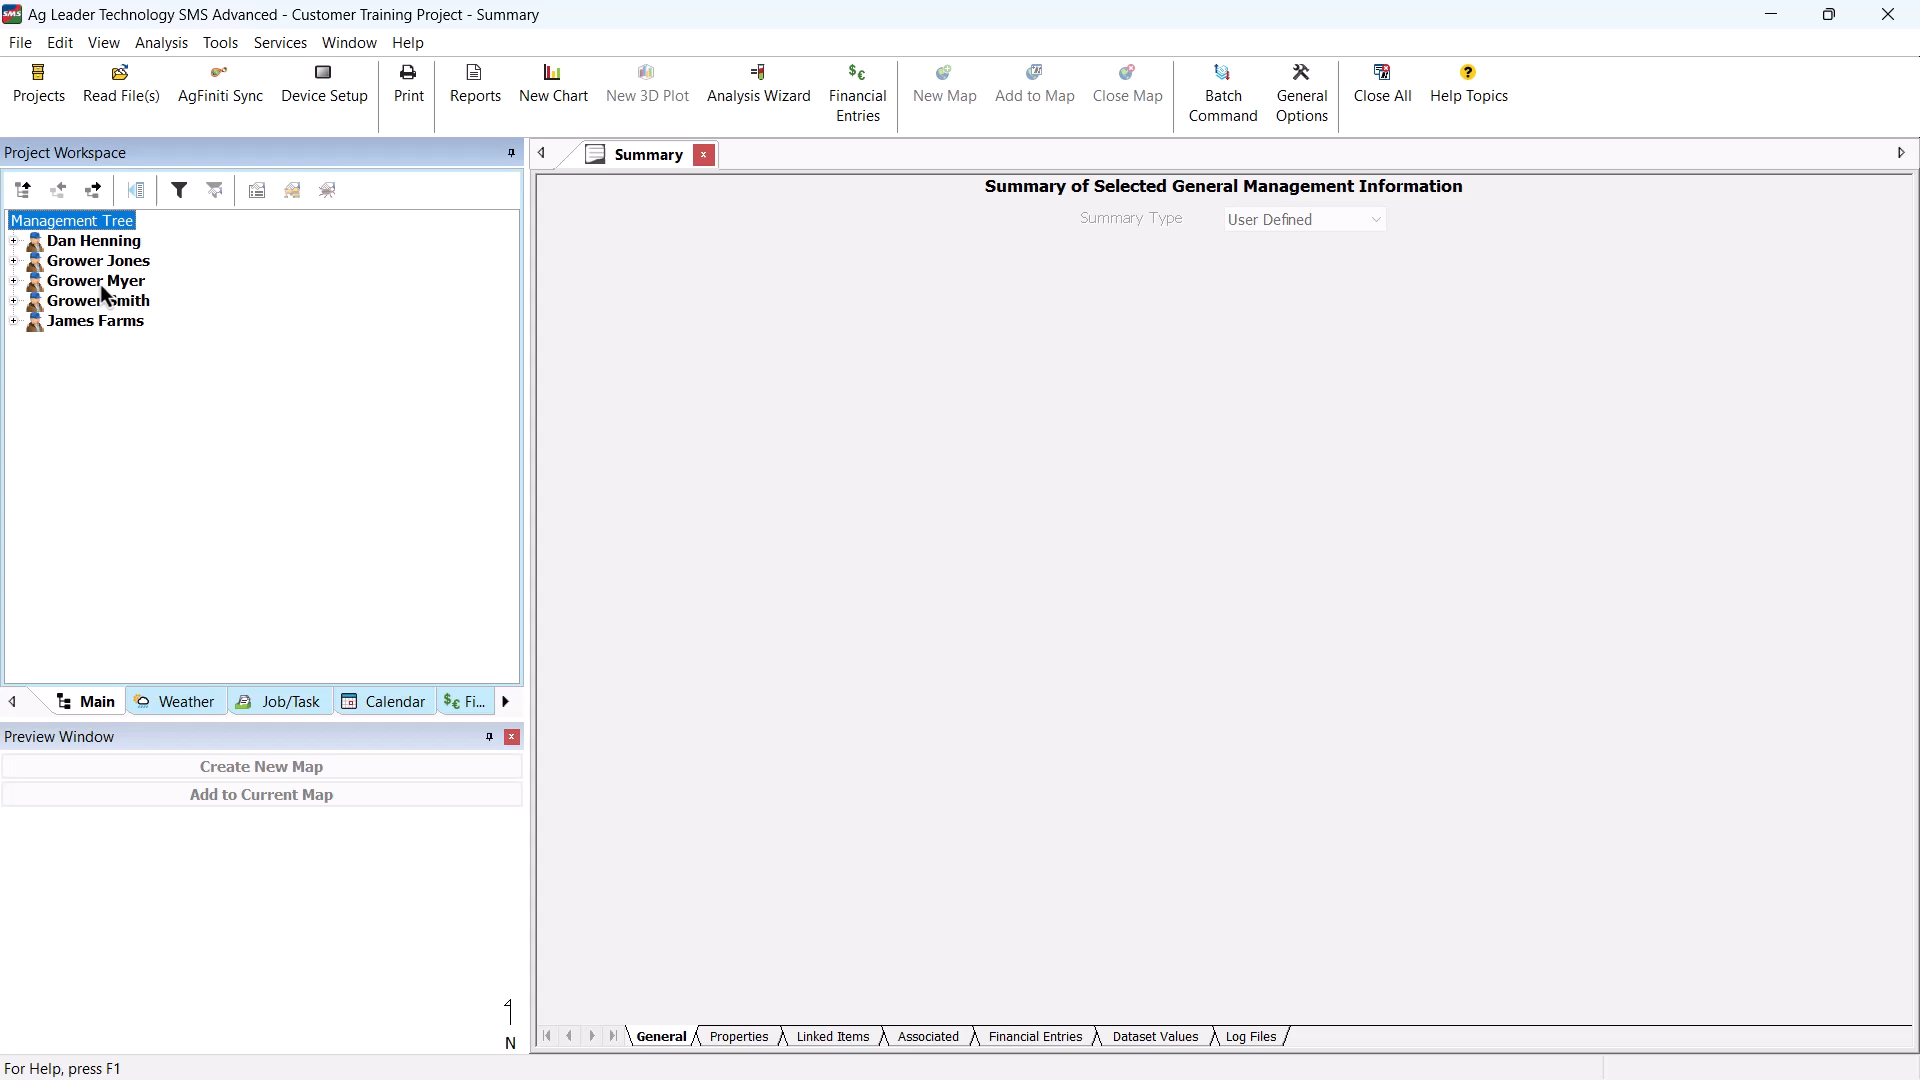 SMS Ag Leader Technology SMS Advanced - Customer Training Project - Summary
File Edit View Analysis Tools Services Window Help
Projects Read File(s) AgFiniti Sync Device Setup Print Reports New Chart New 3D Plot Analysis Wizard Financial Entries New Map Add to Map Close Map Batch Command General Options Close All Help Topics
Project Workspace
Summary
Summary of Selected General Management Information
Summary Type User Defined
Management Tree
Dan Henning
Grower Jones
Grower Myer
Grower Smith
James Farms
Main Weather Job/Task Calendar Fi...
Preview Window
Create New Map
Add to Current Map
N
General Properties Linked Items Associated Financial Entries Dataset Values Log Files
For Help, press F1